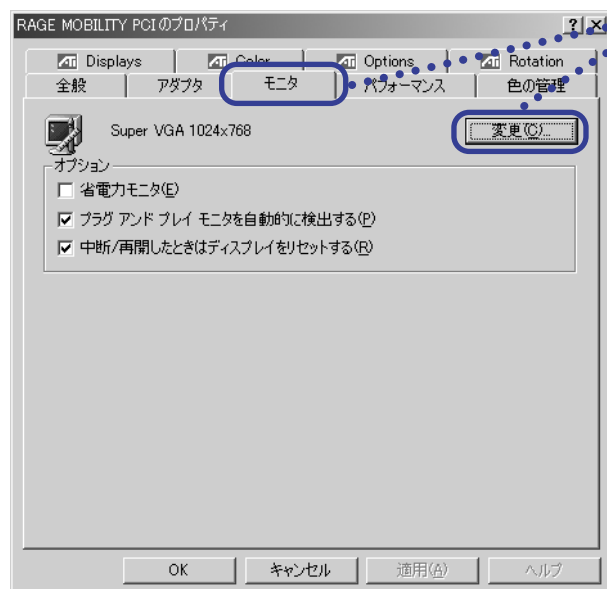 RAGE MOBILITY PCIのプロパティ
ATI Displays ATI Color ATI Options ATI Rotation
全般 アダプタ モニタ パフォーマンス 色の管理
Super VGA 1024x768 変更(C)...
オプション
省電力モニタ(E)
プラグ アンド プレイ モニタを自動的に検出する(P)
中断/再開したときはディスプレイをリセットする(R)
OK キャンセル 適用(A) ヘルプ